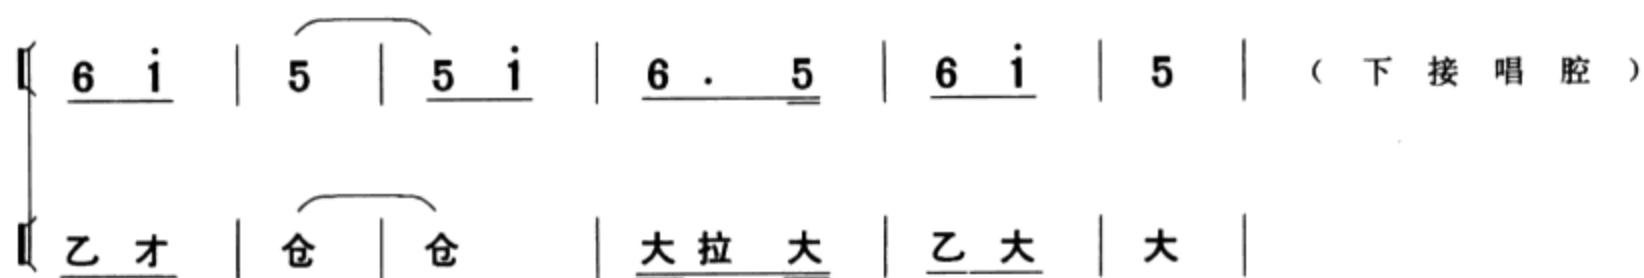 6 i̇ | 5 | 5 i̇ | 6 . 5 | 6 i̇ | 5 | （下接唱腔）
乙 才 | 仓 | 仓 | 大 拉 大 | 乙 大 | 大 |